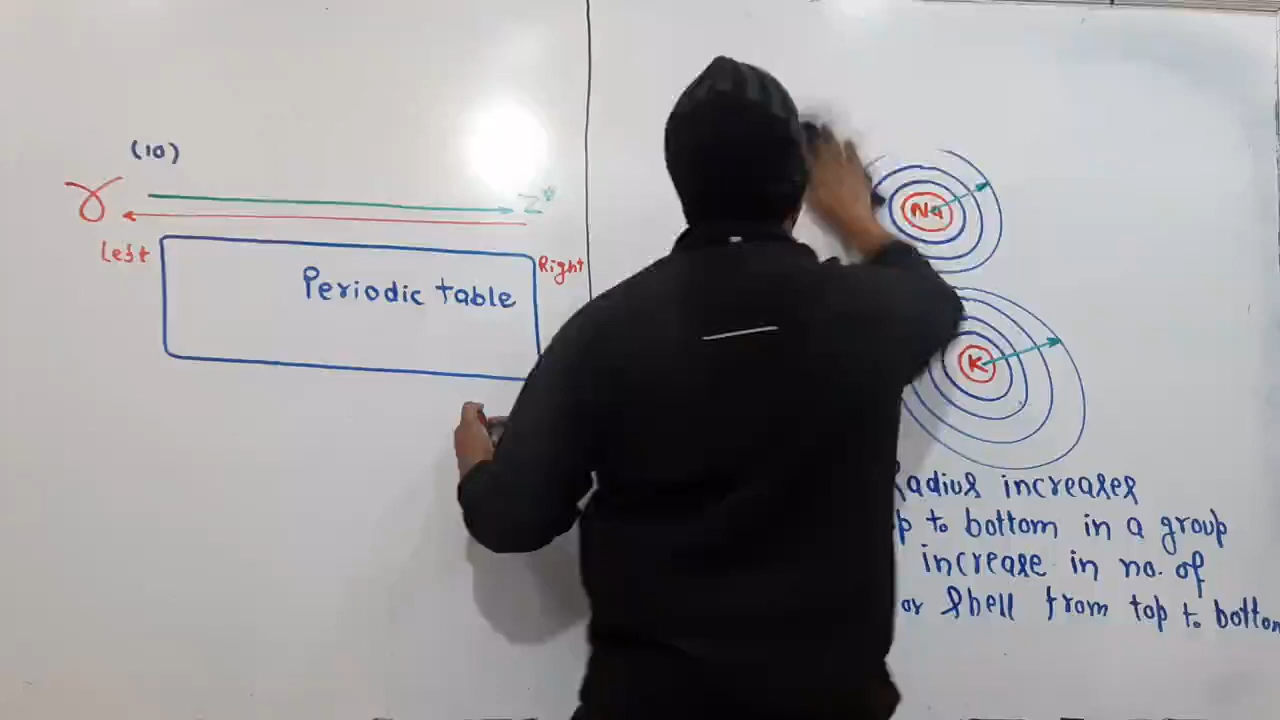 (10)
γ
Z*
Left
Right
Periodic table
Na
K
Radius increases
to bottom in a group
increase in no. of
or shell from top to bottom